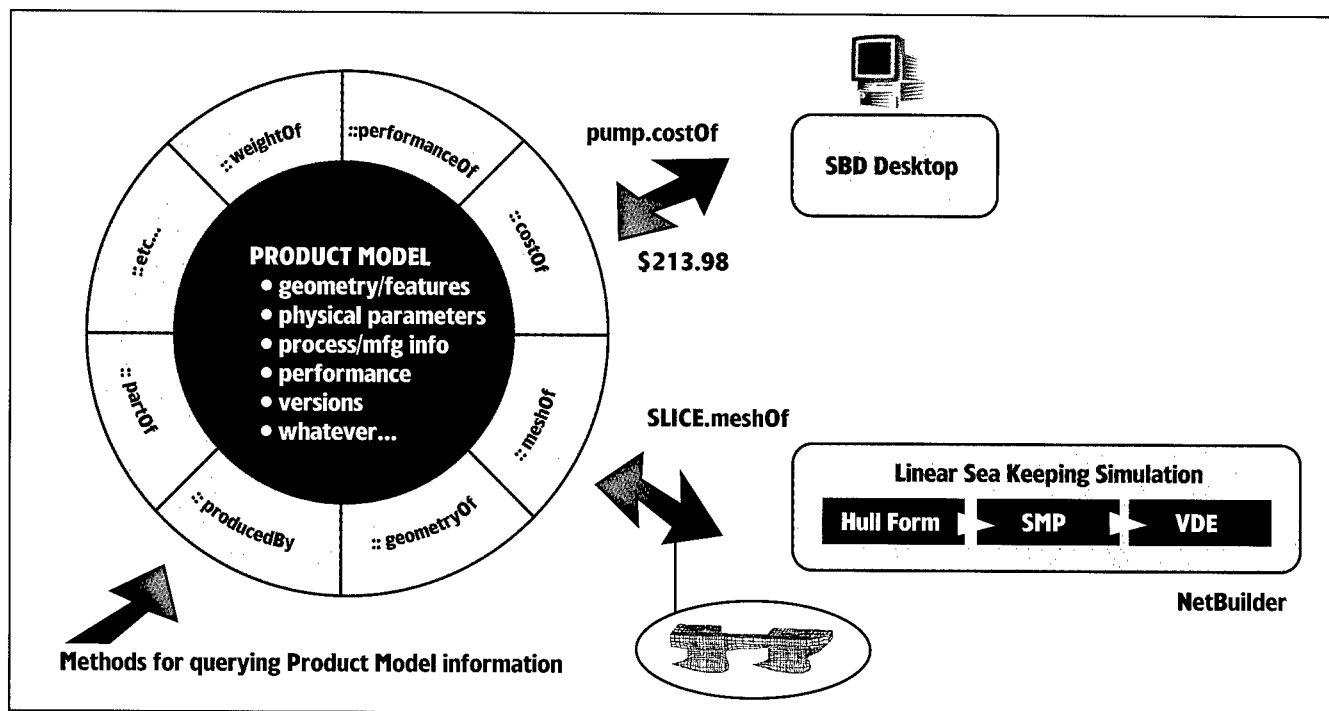 :: weightOf
::performanceOf
::costOf
:: meshOf
:: geometryOf
:: producedBy
:: partOf
::etc...
PRODUCT MODEL
• geometry/features
• physical parameters
• process/mfg info
• performance
• versions
• whatever...
pump.costOf
$213.98
SBD Desktop
SLICE.meshOf
Linear Sea Keeping Simulation
Hull Form SMP VDE
NetBuilder
Methods for querying Product Model information